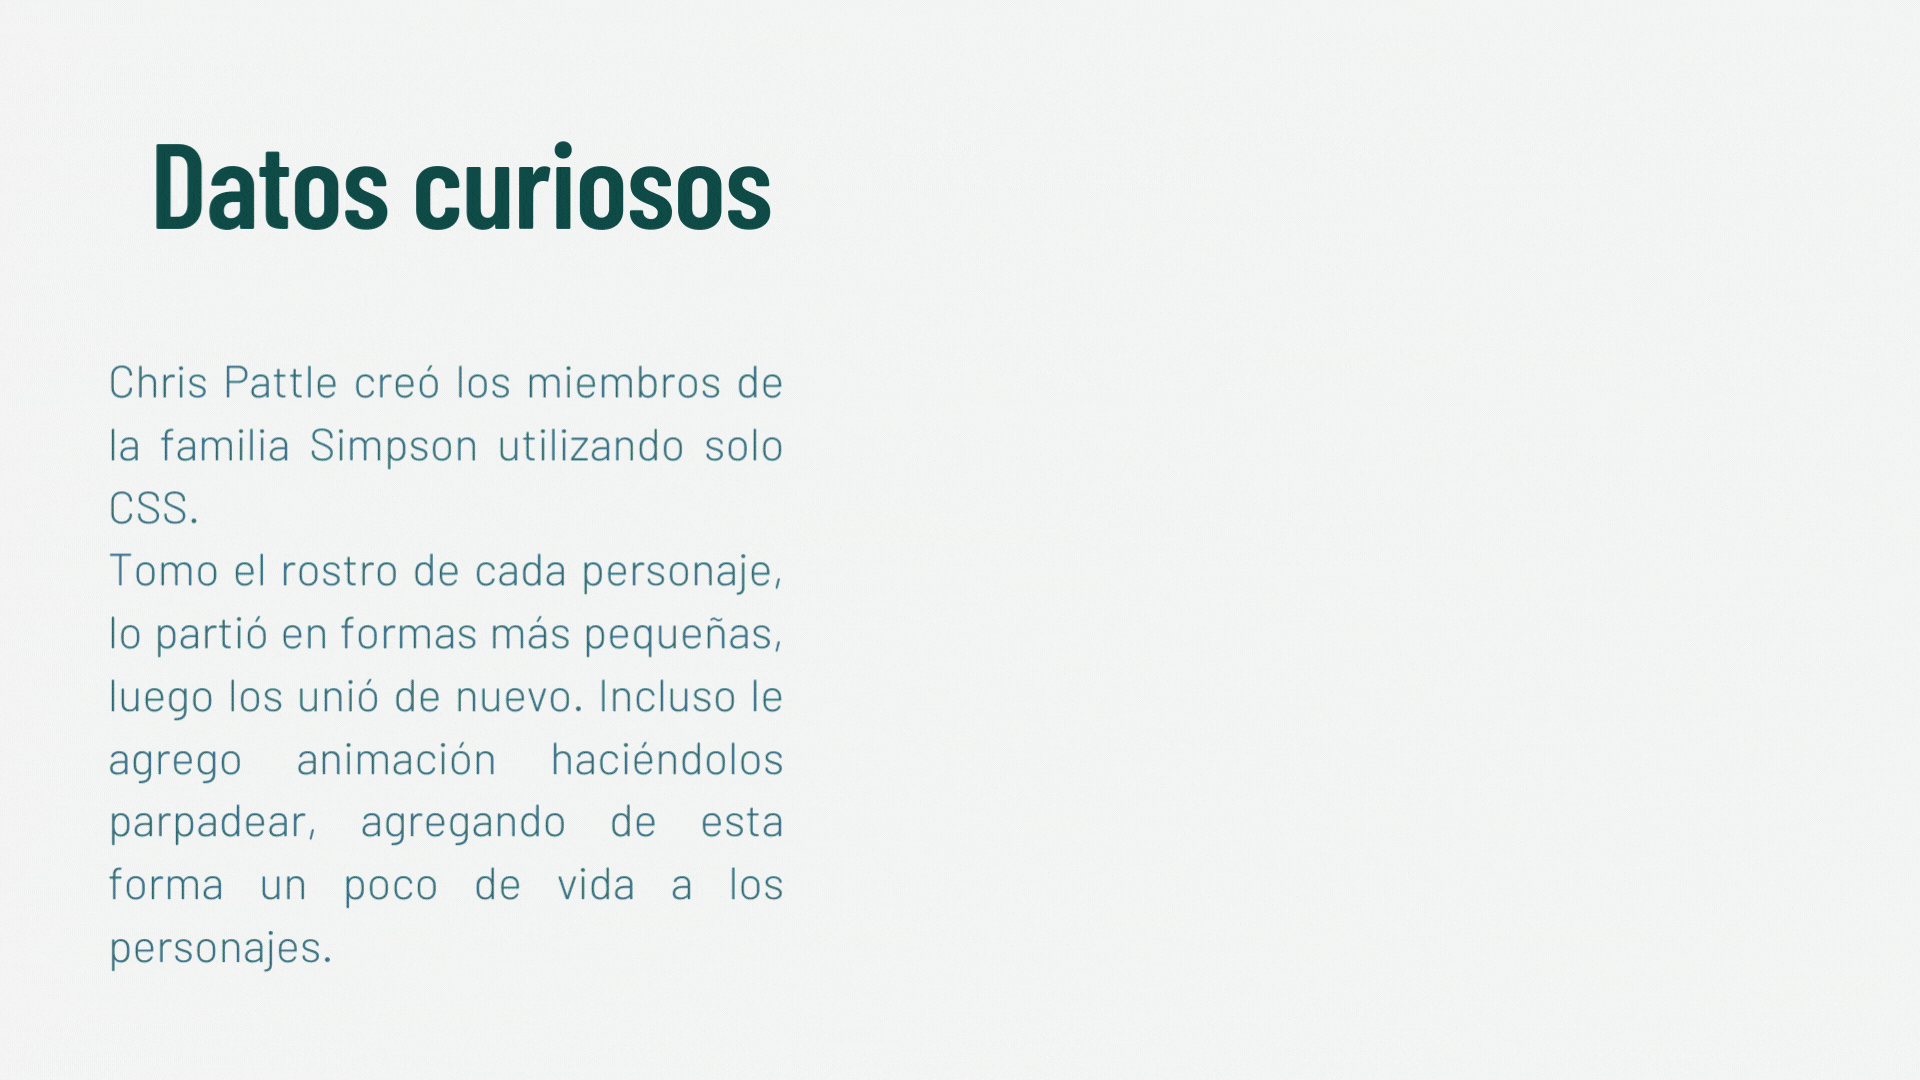 Datos curiosos
Chris Pattle creó los miembros de
la familia Simpson utilizando solo
CSS.
Tomo el rostro de cada personaje,
lo partió en formas más pequeñas,
luego los unió de nuevo. Incluso le
agrego animación haciéndolos
parpadear, agregando de esta
forma un poco de vida a los
personajes.